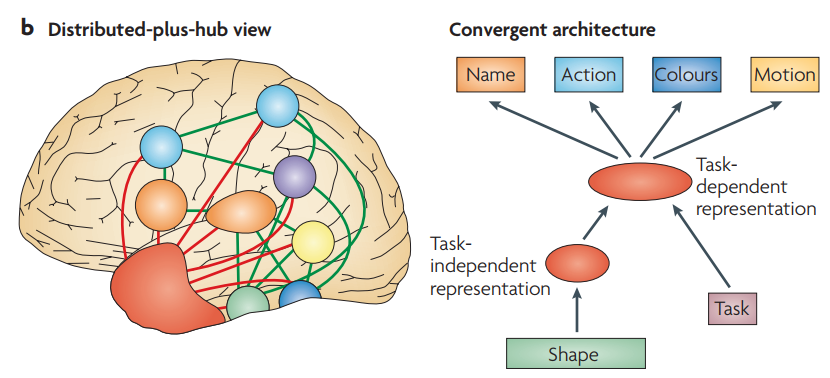 b Distributed-plus-hub view
Convergent architecture
Name
Action
Colours
Motion
Task-
dependent
representation
Task-
independent
representation
Task
Shape